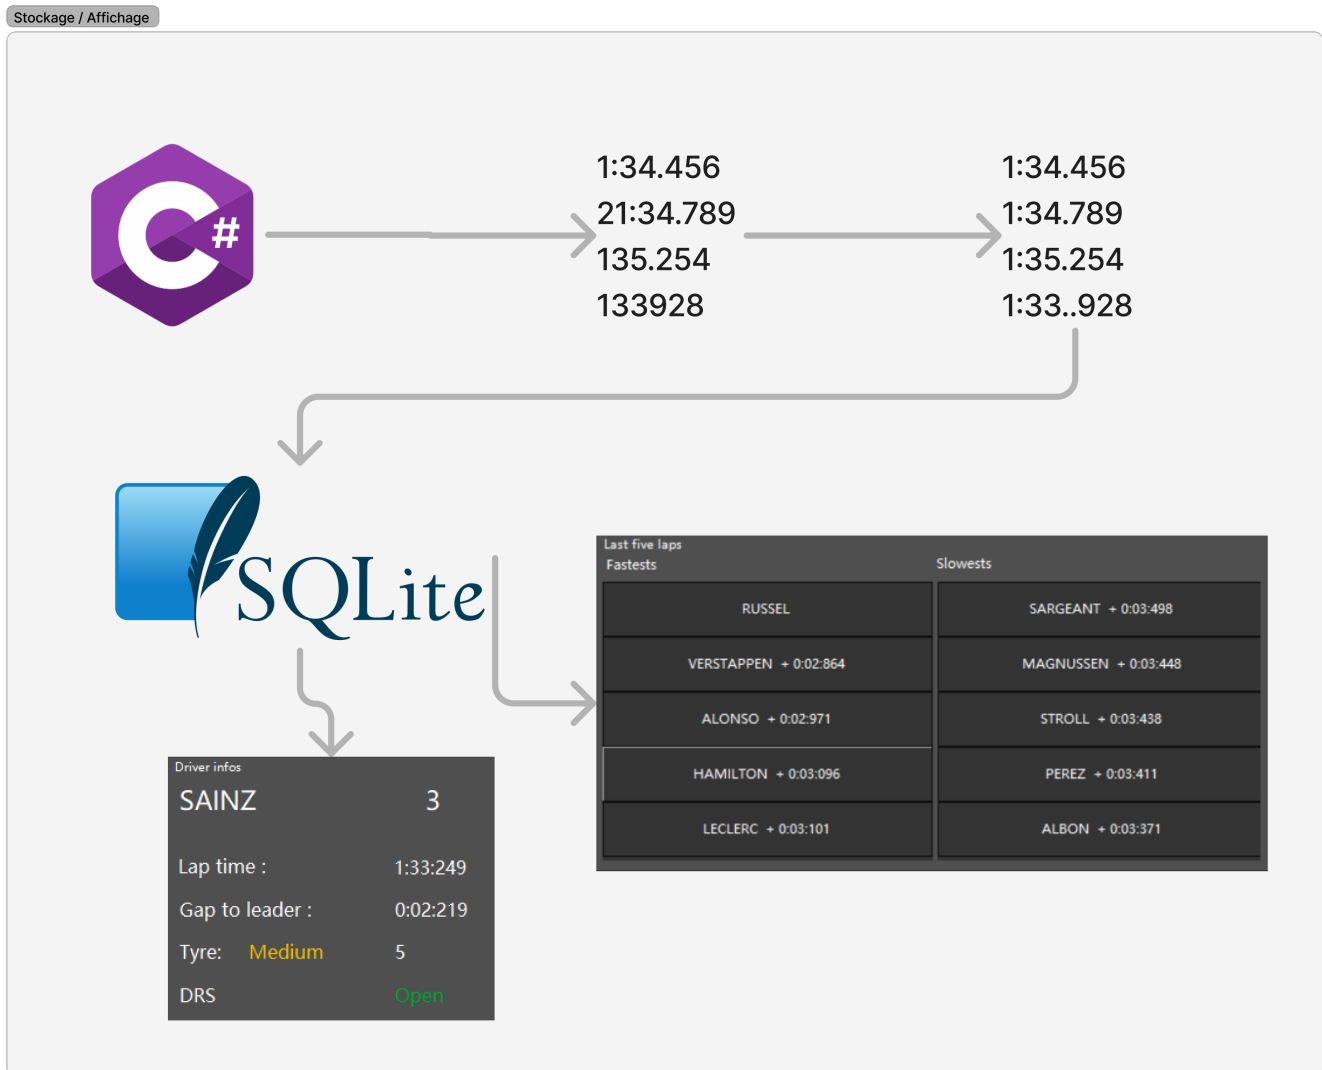 Stockage / Affichage
C#
1:34.456
21:34.789
135.254
133928
1:34.456
1:34.789
1:35.254
1:33..928
SQLite
Last five laps
Fastests
Slowests
RUSSEL
SARGEANT + 0:03:498
VERSTAPPEN + 0:02:864
MAGNUSSEN + 0:03:448
ALONSO + 0:02:971
STROLL + 0:03:438
HAMILTON + 0:03:096
PEREZ + 0:03:411
LECLERC + 0:03:101
ALBON + 0:03:371
Driver infos
SAINZ 3
Lap time : 1:33:249
Gap to leader : 0:02:219
Tyre: Medium 5
DRS Open